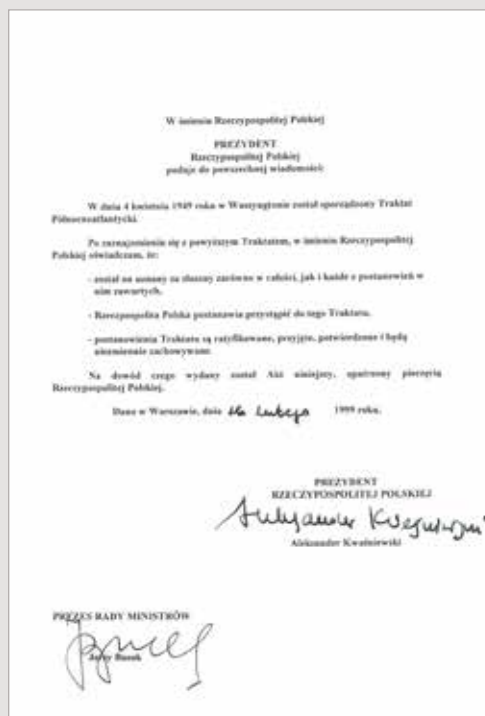 W imieniu Rzeczypospolitej Polskiej
PREZYDENT
Rzeczypospolitej Polskiej
podaje do powszechnej wiadomości:
W dniu 4 kwietnia 1949 roku w Waszyngtonie został sporządzony Traktat
Północnoatlantycki.
Po zaznajomieniu się z powyższym Traktatem, w imieniu Rzeczypospolitej
Polskiej oświadczam, że:
- został on uznany za słuszny zarówno w całości, jak i każde z postanowień w
nim zawartych,
- Rzeczpospolita Polska postanawia przystąpić do tego Traktatu,
- postanowienia Traktatu są ratyfikowane, przyjęte, potwierdzone i będą
niezmiennie zachowywane.
Na dowód czego wydany został Akt niniejszy, opatrzony pieczęcią
Rzeczypospolitej Polskiej.
Dano w Warszawie, dnia 26 lutego 1999 roku.
PREZYDENT
RZECZYPOSPOLITEJ POLSKIEJ
Aleksander Kwaśniewski
Aleksander Kwaśniewski
PREZES RADY MINISTRÓW
Jerzy Buzek